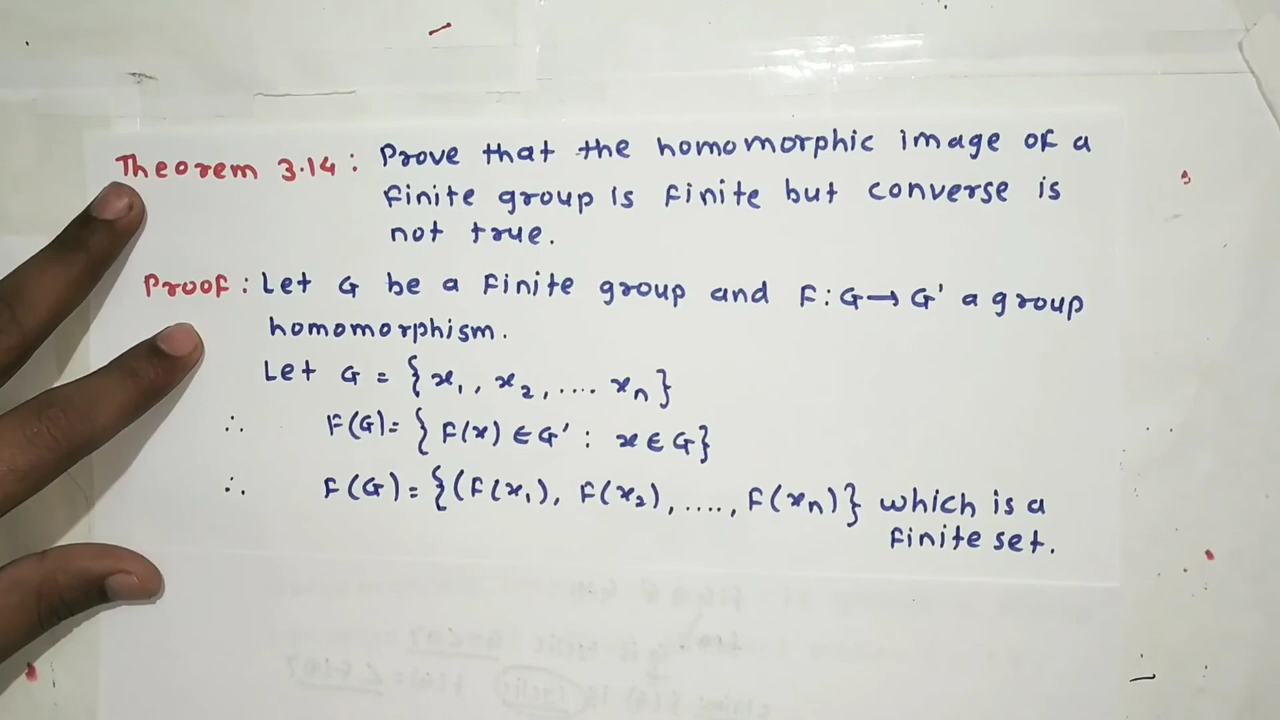 Theorem 3.14: Prove that the homomorphic image of a
finite group is finite but converse is
not true.
Proof: Let G be a finite group and F: G→G' a group
homomorphism.
Let G = {x₁, x₂, .... xₙ}
∴ F(G)= { F(x) ∈ G' : x ∈ G}
∴ F(G)= {(F(x₁), F(x₂), ...., F(xₙ)} which is a
finite set.